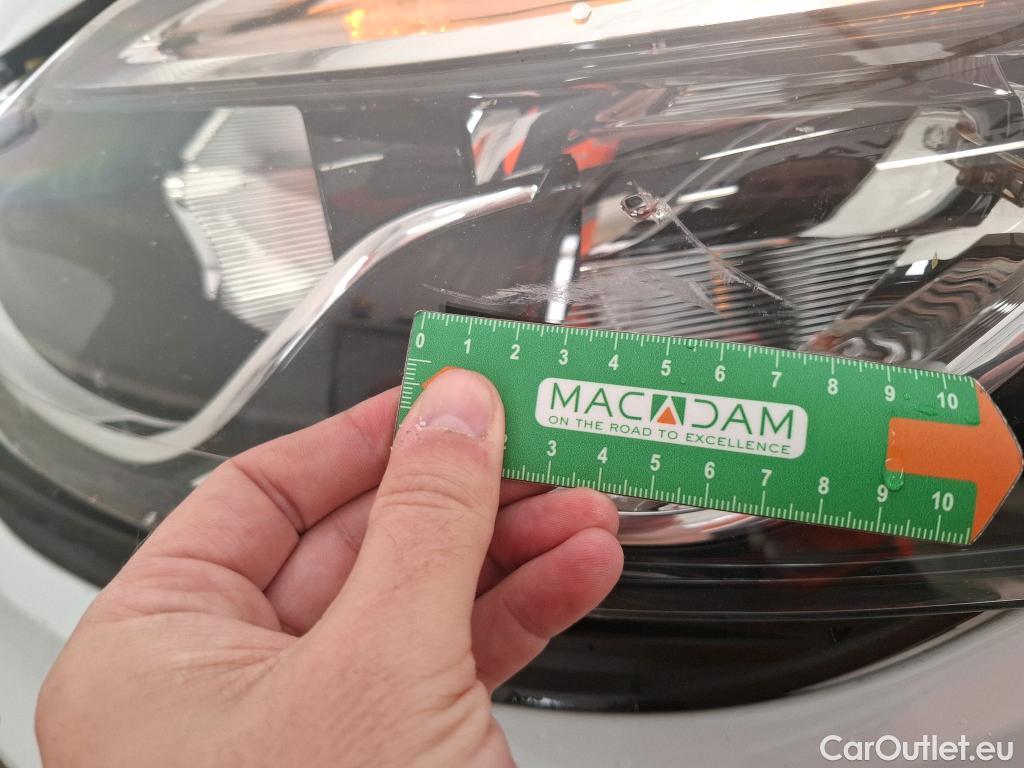 0 1 2 3 4 5 6 7 8 9 10
MACADAM
ON THE ROAD TO EXCELLENCE
3 4 5 6 7 8 9 10
CarOutlet.eu